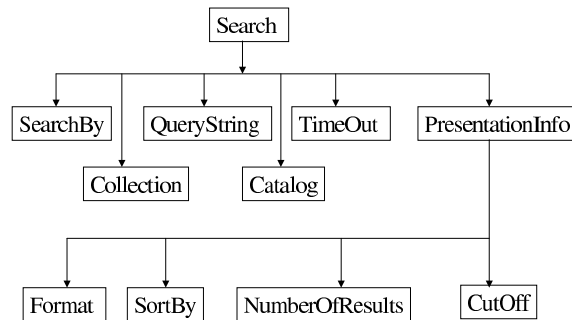 Search
SearchBy QueryString TimeOut PresentationInfo
Collection Catalog
Format SortBy NumberOfResults CutOff